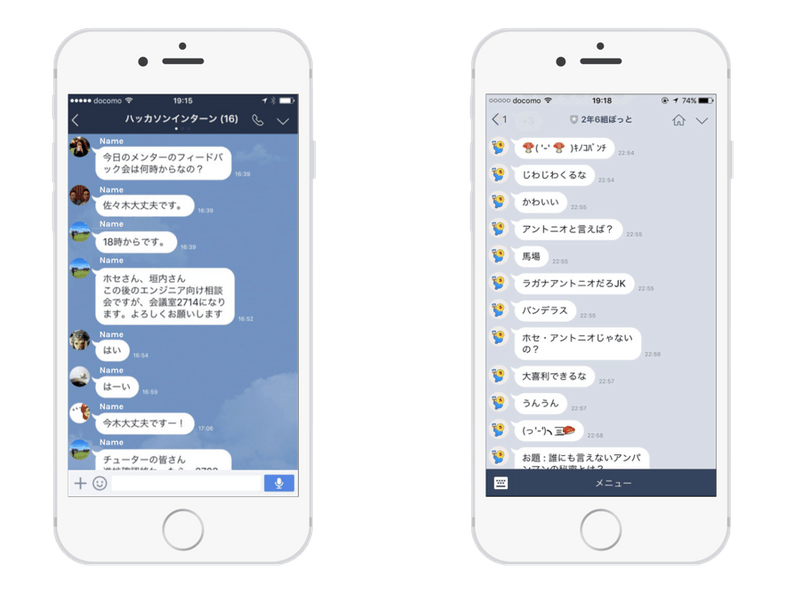 docomo 19:15
ハッカソンインターン (16)
Name
今日のメンターのフィードバ
ック会は何時からなの？
16:39
Name
佐々木大丈夫です。
16:39
Name
18時からです。
16:39
Name
ホセさん、垣内さん
この後のエンジニア向け相談
会ですが、会議室2714になり
ます。よろしくお願いします
16:52
Name
はい
16:54
Name
はーい
16:59
Name
今木大丈夫ですー！
17:06
Name
チューターの皆さん
docomo 19:18 74%
1 2年6組ぼっと
( '-' )ｷﾉｺﾊﾟﾝﾁ
22:54
じわじわくるな
22:54
かわいい
22:55
アントニオと言えば？
22:55
馬場
22:55
ラガナアントニオだろJK
22:55
バンデラス
22:55
ホセ・アントニオじゃない
の？
22:56
大喜利できるな
22:57
うんうん
22:57
22:58
お題：誰にも言えないアンパ
ンマンの秘密とは？
メニュー